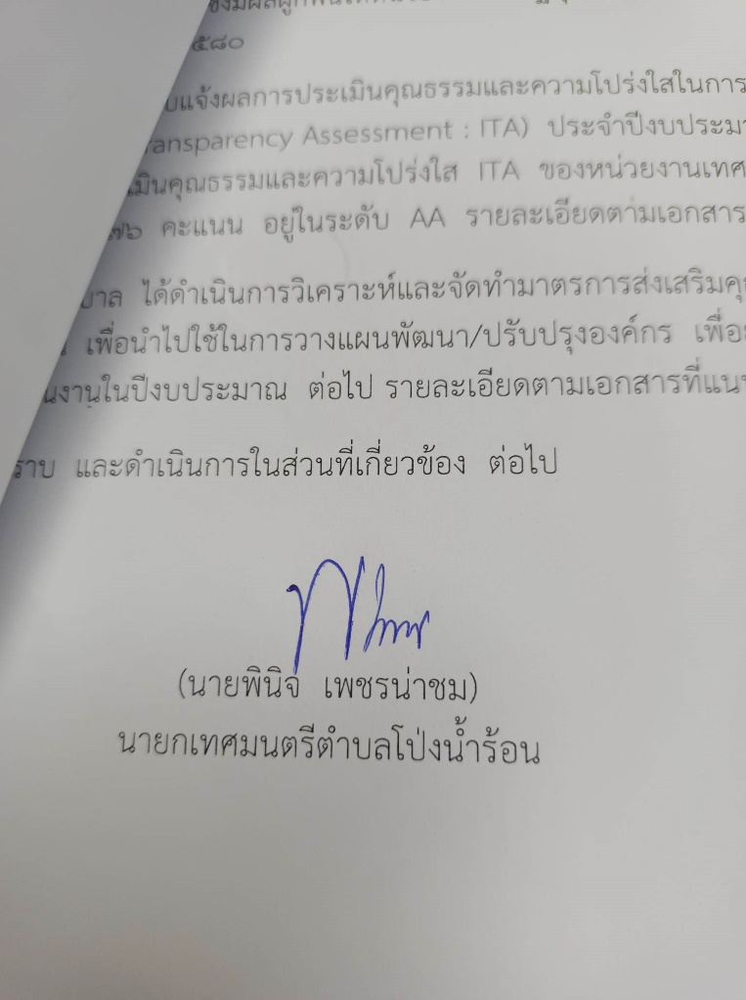 ๕๘๐
บแจ้งผลการประเมินคุณธรรมและความโปร่งใสในการ
ransparency Assessment : ITA) ประจำปีงบประมา
มินคุณธรรมและความโปร่งใส ITA ของหน่วยงานเทศ
๗๖ คะแนน อยู่ในระดับ AA รายละเอียดตามเอกสาร
บาล ได้ดำเนินการวิเคราะห์และจัดทำมาตรการส่งเสริมคุ
เพื่อนำไปใช้ในการวางแผนพัฒนา/ปรับปรุงองค์กร เพื่อ
นงานในปีงบประมาณ ต่อไป รายละเอียดตามเอกสารที่แนบ
ราบ และดำเนินการในส่วนที่เกี่ยวข้อง ต่อไป
(นายพินิจ เพชรน่าชม)
นายกเทศมนตรีตำบลโป่งน้ำร้อน